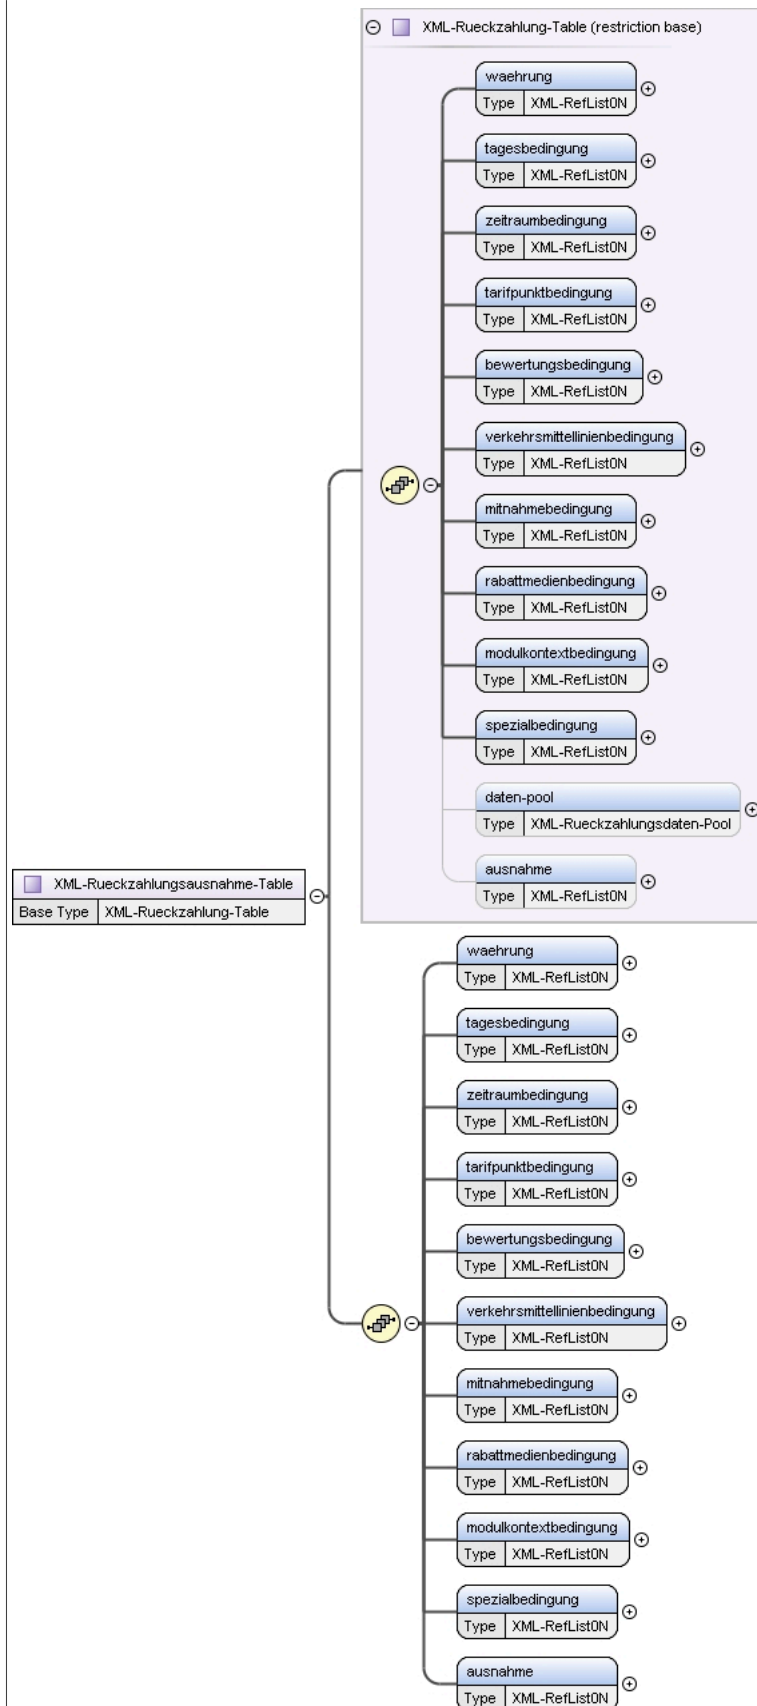 XML-Rueckzahlung-Table (restriction base)
waehrung
Type XML-RefList0N
tagesbedingung
Type XML-RefList0N
zeitraumbedingung
Type XML-RefList0N
tarifpunktbedingung
Type XML-RefList0N
bewertungsbedingung
Type XML-RefList0N
verkehrsmittellinienbedingung
Type XML-RefList0N
mitnahmebedingung
Type XML-RefList0N
rabattmedienbedingung
Type XML-RefList0N
modulkontextbedingung
Type XML-RefList0N
spezialbedingung
Type XML-RefList0N
daten-pool
Type XML-Rueckzahlungsdaten-Pool
ausnahme
Type XML-RefList0N
XML-Rueckzahlungsausnahme-Table
Base Type XML-Rueckzahlung-Table
waehrung
Type XML-RefList0N
tagesbedingung
Type XML-RefList0N
zeitraumbedingung
Type XML-RefList0N
tarifpunktbedingung
Type XML-RefList0N
bewertungsbedingung
Type XML-RefList0N
verkehrsmittellinienbedingung
Type XML-RefList0N
mitnahmebedingung
Type XML-RefList0N
rabattmedienbedingung
Type XML-RefList0N
modulkontextbedingung
Type XML-RefList0N
spezialbedingung
Type XML-RefList0N
ausnahme
Type XML-RefList0N